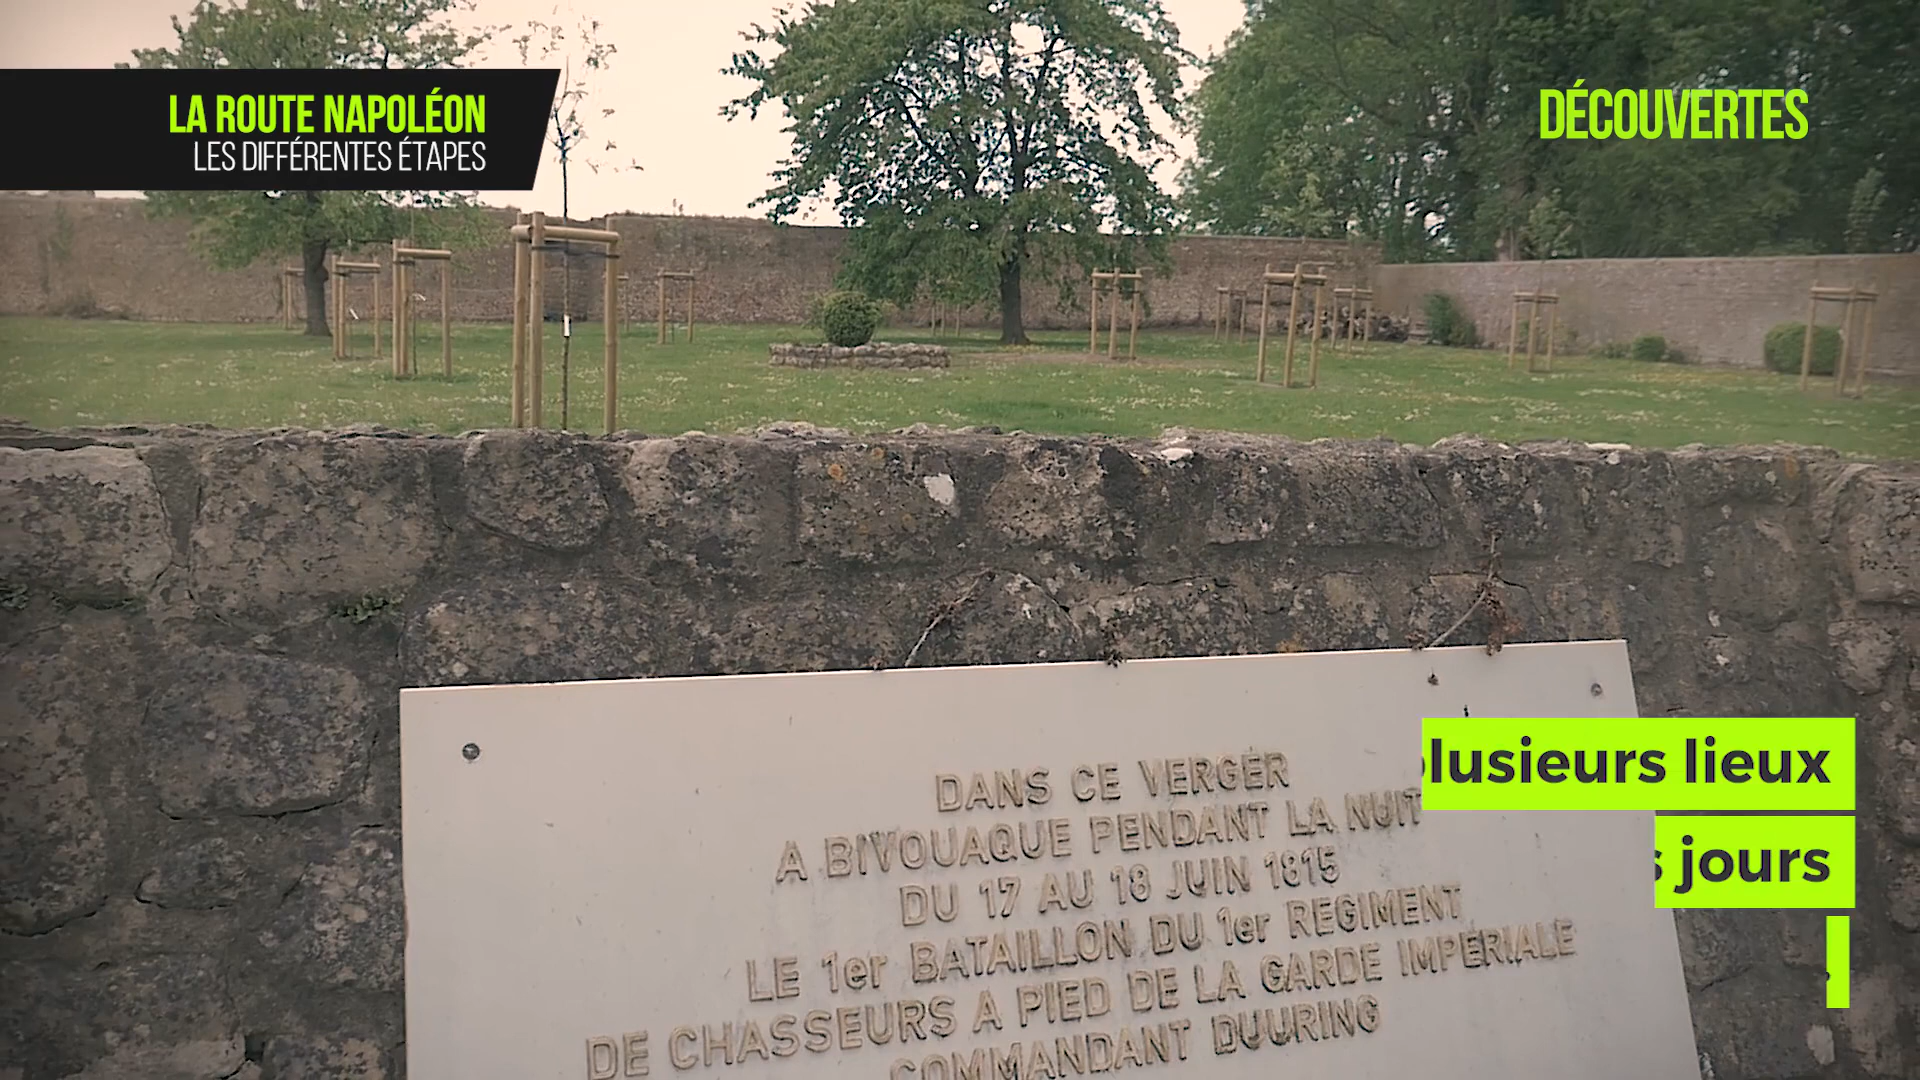 LA ROUTE NAPOLÉON
LES DIFFÉRENTES ÉTAPES
DÉCOUVERTES
DANS CE VERGER
A BIVOUAQUE PENDANT LA NUIT
DU 17 AU 18 JUIN 1815
LE 1er BATAILLON DU 1er REGIMENT
DE CHASSEURS A PIED DE LA GARDE IMPERIALE
COMMANDANT DUURING
lusieurs lieux
jours